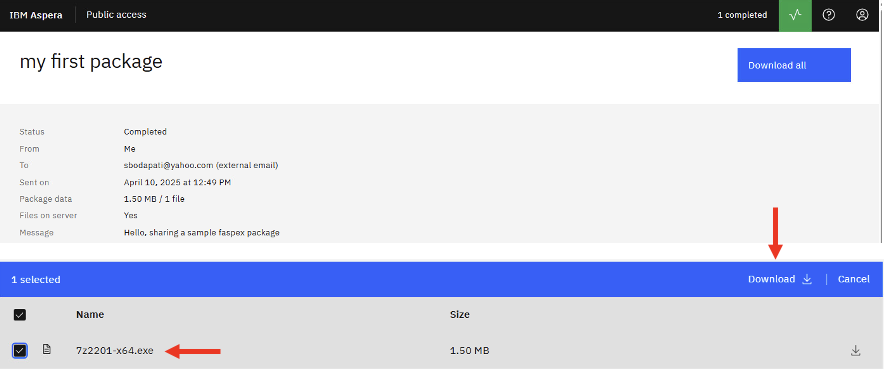 IBM Aspera Public access 1 completed
my first package
Download all
Status Completed
From Me
To sbodapati@yahoo.com (external email)
Sent on April 10, 2025 at 12:49 PM
Package data 1.50 MB / 1 file
Files on server Yes
Message Hello, sharing a sample faspex package
1 selected Download Cancel
Name Size
7z2201-x64.exe 1.50 MB